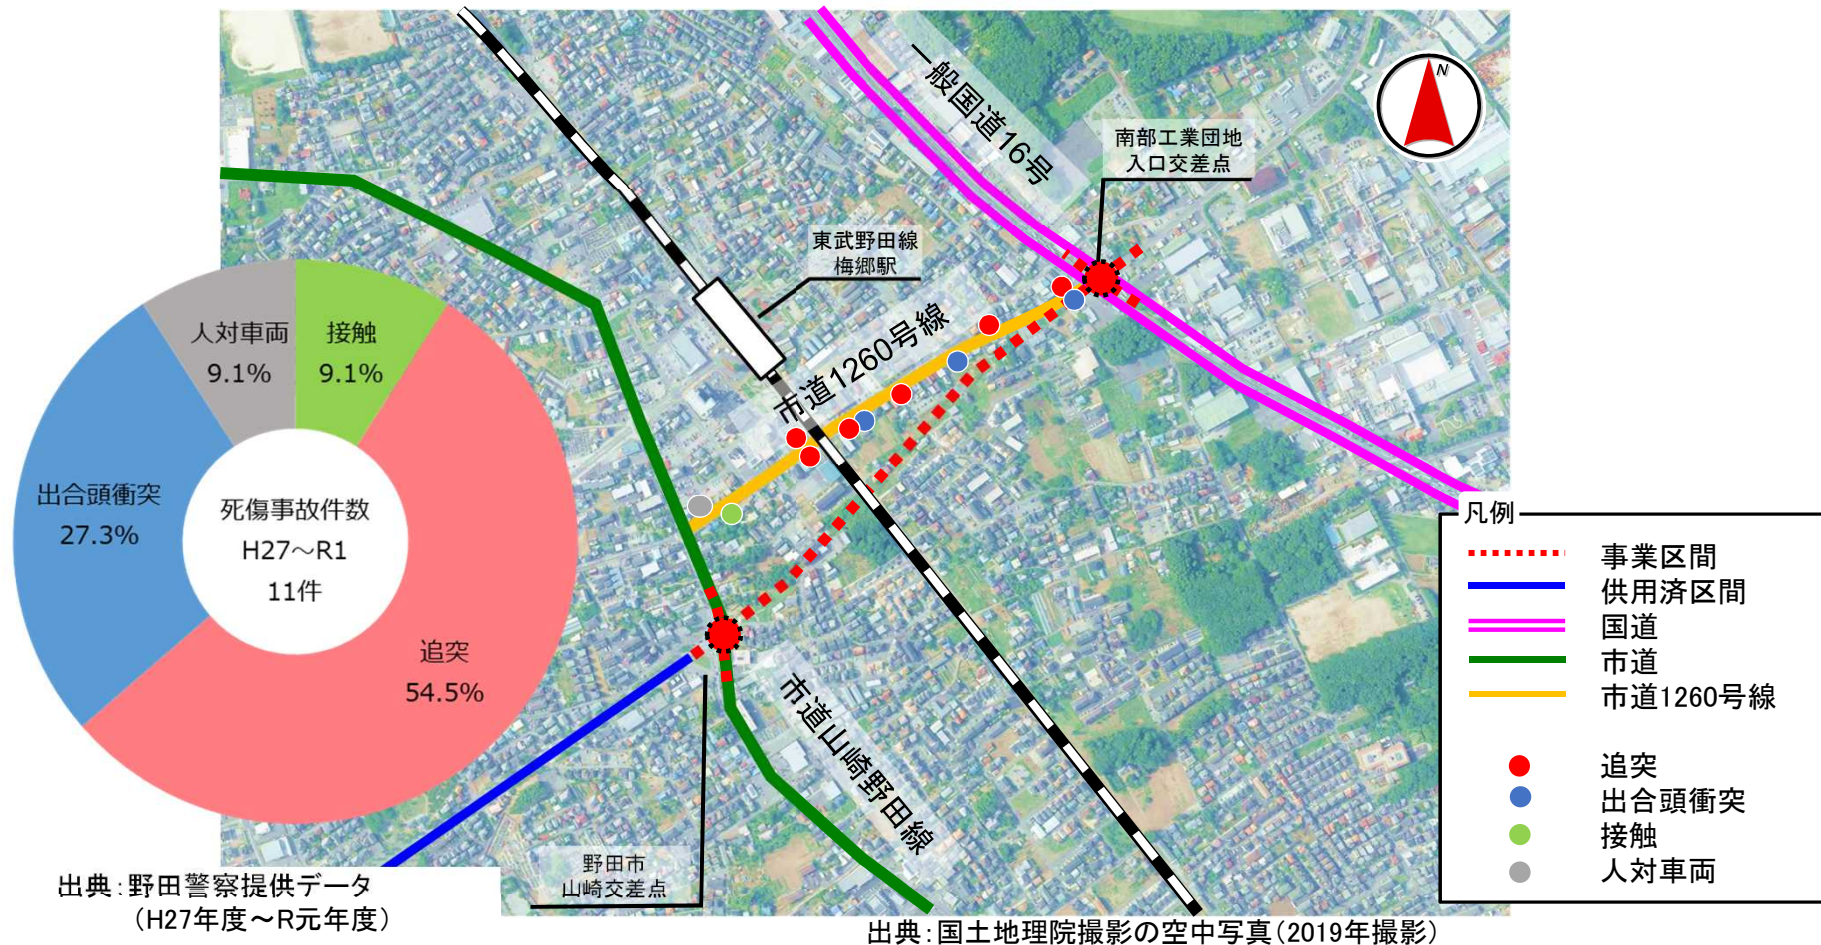 一般国道16号
N
南部工業団地
入口交差点
東武野田線
梅郷駅
市道1260号線
人対車両
9.1%
接触
9.1%
出合頭衝突
27.3%
死傷事故件数
H27～R1
11件
追突
54.5%
市道山崎野田線
野田市
山崎交差点
凡例
事業区間
供用済区間
国道
市道
市道1260号線
追突
出合頭衝突
接触
人対車両
出典：野田警察提供データ
（H27年度～R元年度）
出典：国土地理院撮影の空中写真（2019年撮影）